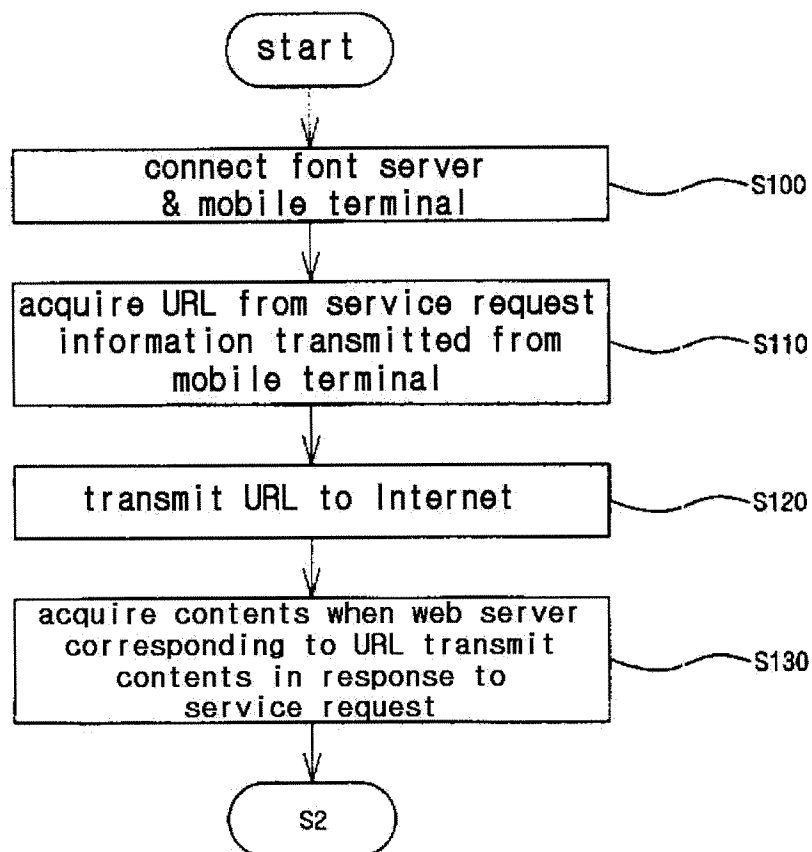 start
connect font server
& mobile terminal
S100
acquire URL from service request
information transmitted from
mobile terminal
S110
transmit URL to Internet
S120
acquire contents when web server
corresponding to URL transmit
contents in response to
service request
S130
S2